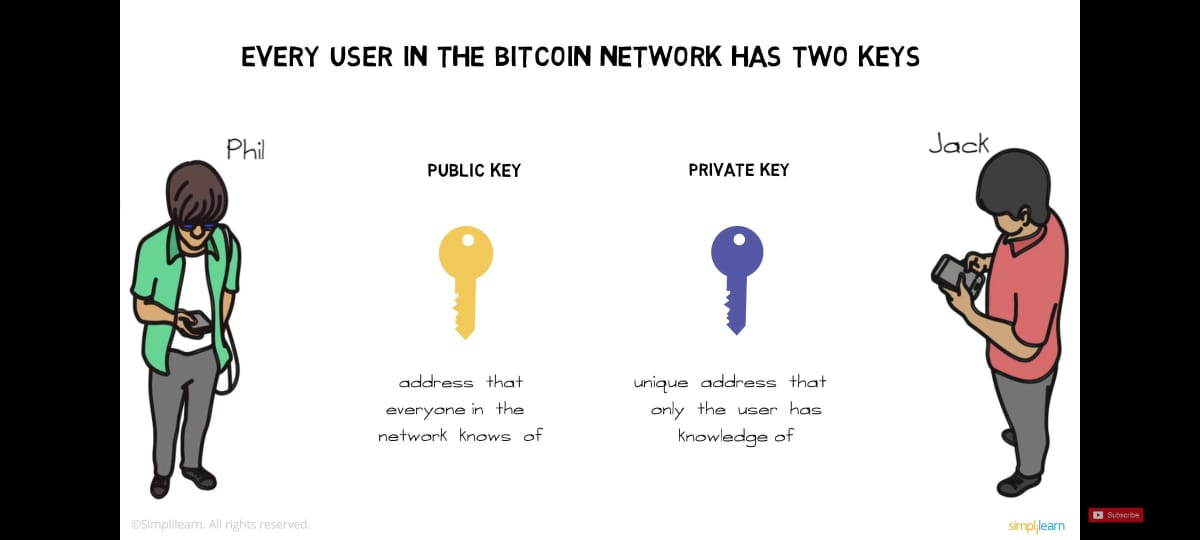 EVERY USER IN THE BITCOIN NETWORK HAS TWO KEYS
Phil
Jack
PUBLIC KEY
PRIVATE KEY
address that
everyone in the
network knows of
unique address that
only the user has
knowledge of
©Simplilearn. All rights reserved.
simplilearn
Subscribe